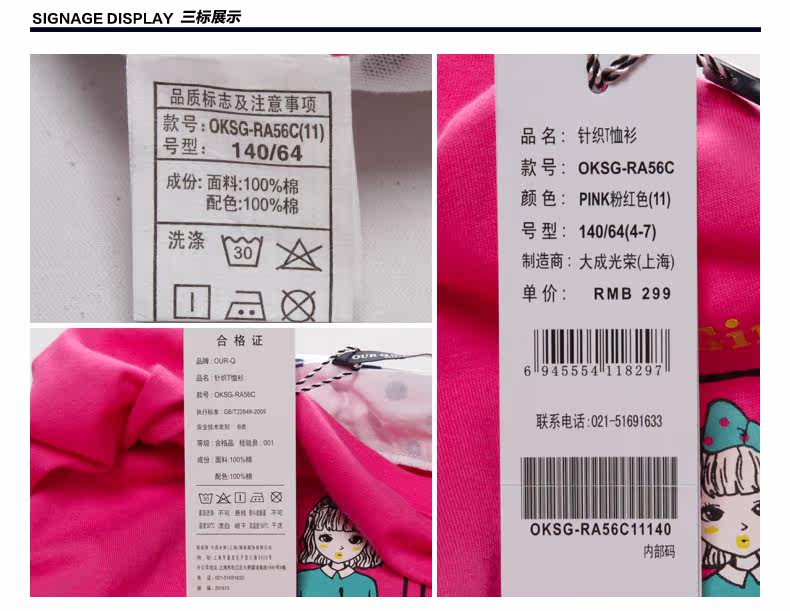 SIGNAGE DISPLAY 三标展示
品质标志及注意事项
款号: OKSG-RA56C(11)
号型: 140/64
成份: 面料:100%棉
配色:100%棉
洗涤
30
品名: 针织T恤衫
款号: OKSG-RA56C
颜色: PINK粉红色(11)
号型: 140/64(4-7)
制造商: 大成光荣(上海)
单价: RMB 299
6 945554 118297
联系电话:021-51691633
OKSG-RA56C11140
内部码
合格证
品牌: OUR-Q
品名: 针织T恤衫
款号: OKSG-RA56C
执行标准: GB/T22849-2009
安全技术类别: B类
等级: 合格品 检验员: 001
成份: 面料:100%棉
配色:100%棉
OUR-Q